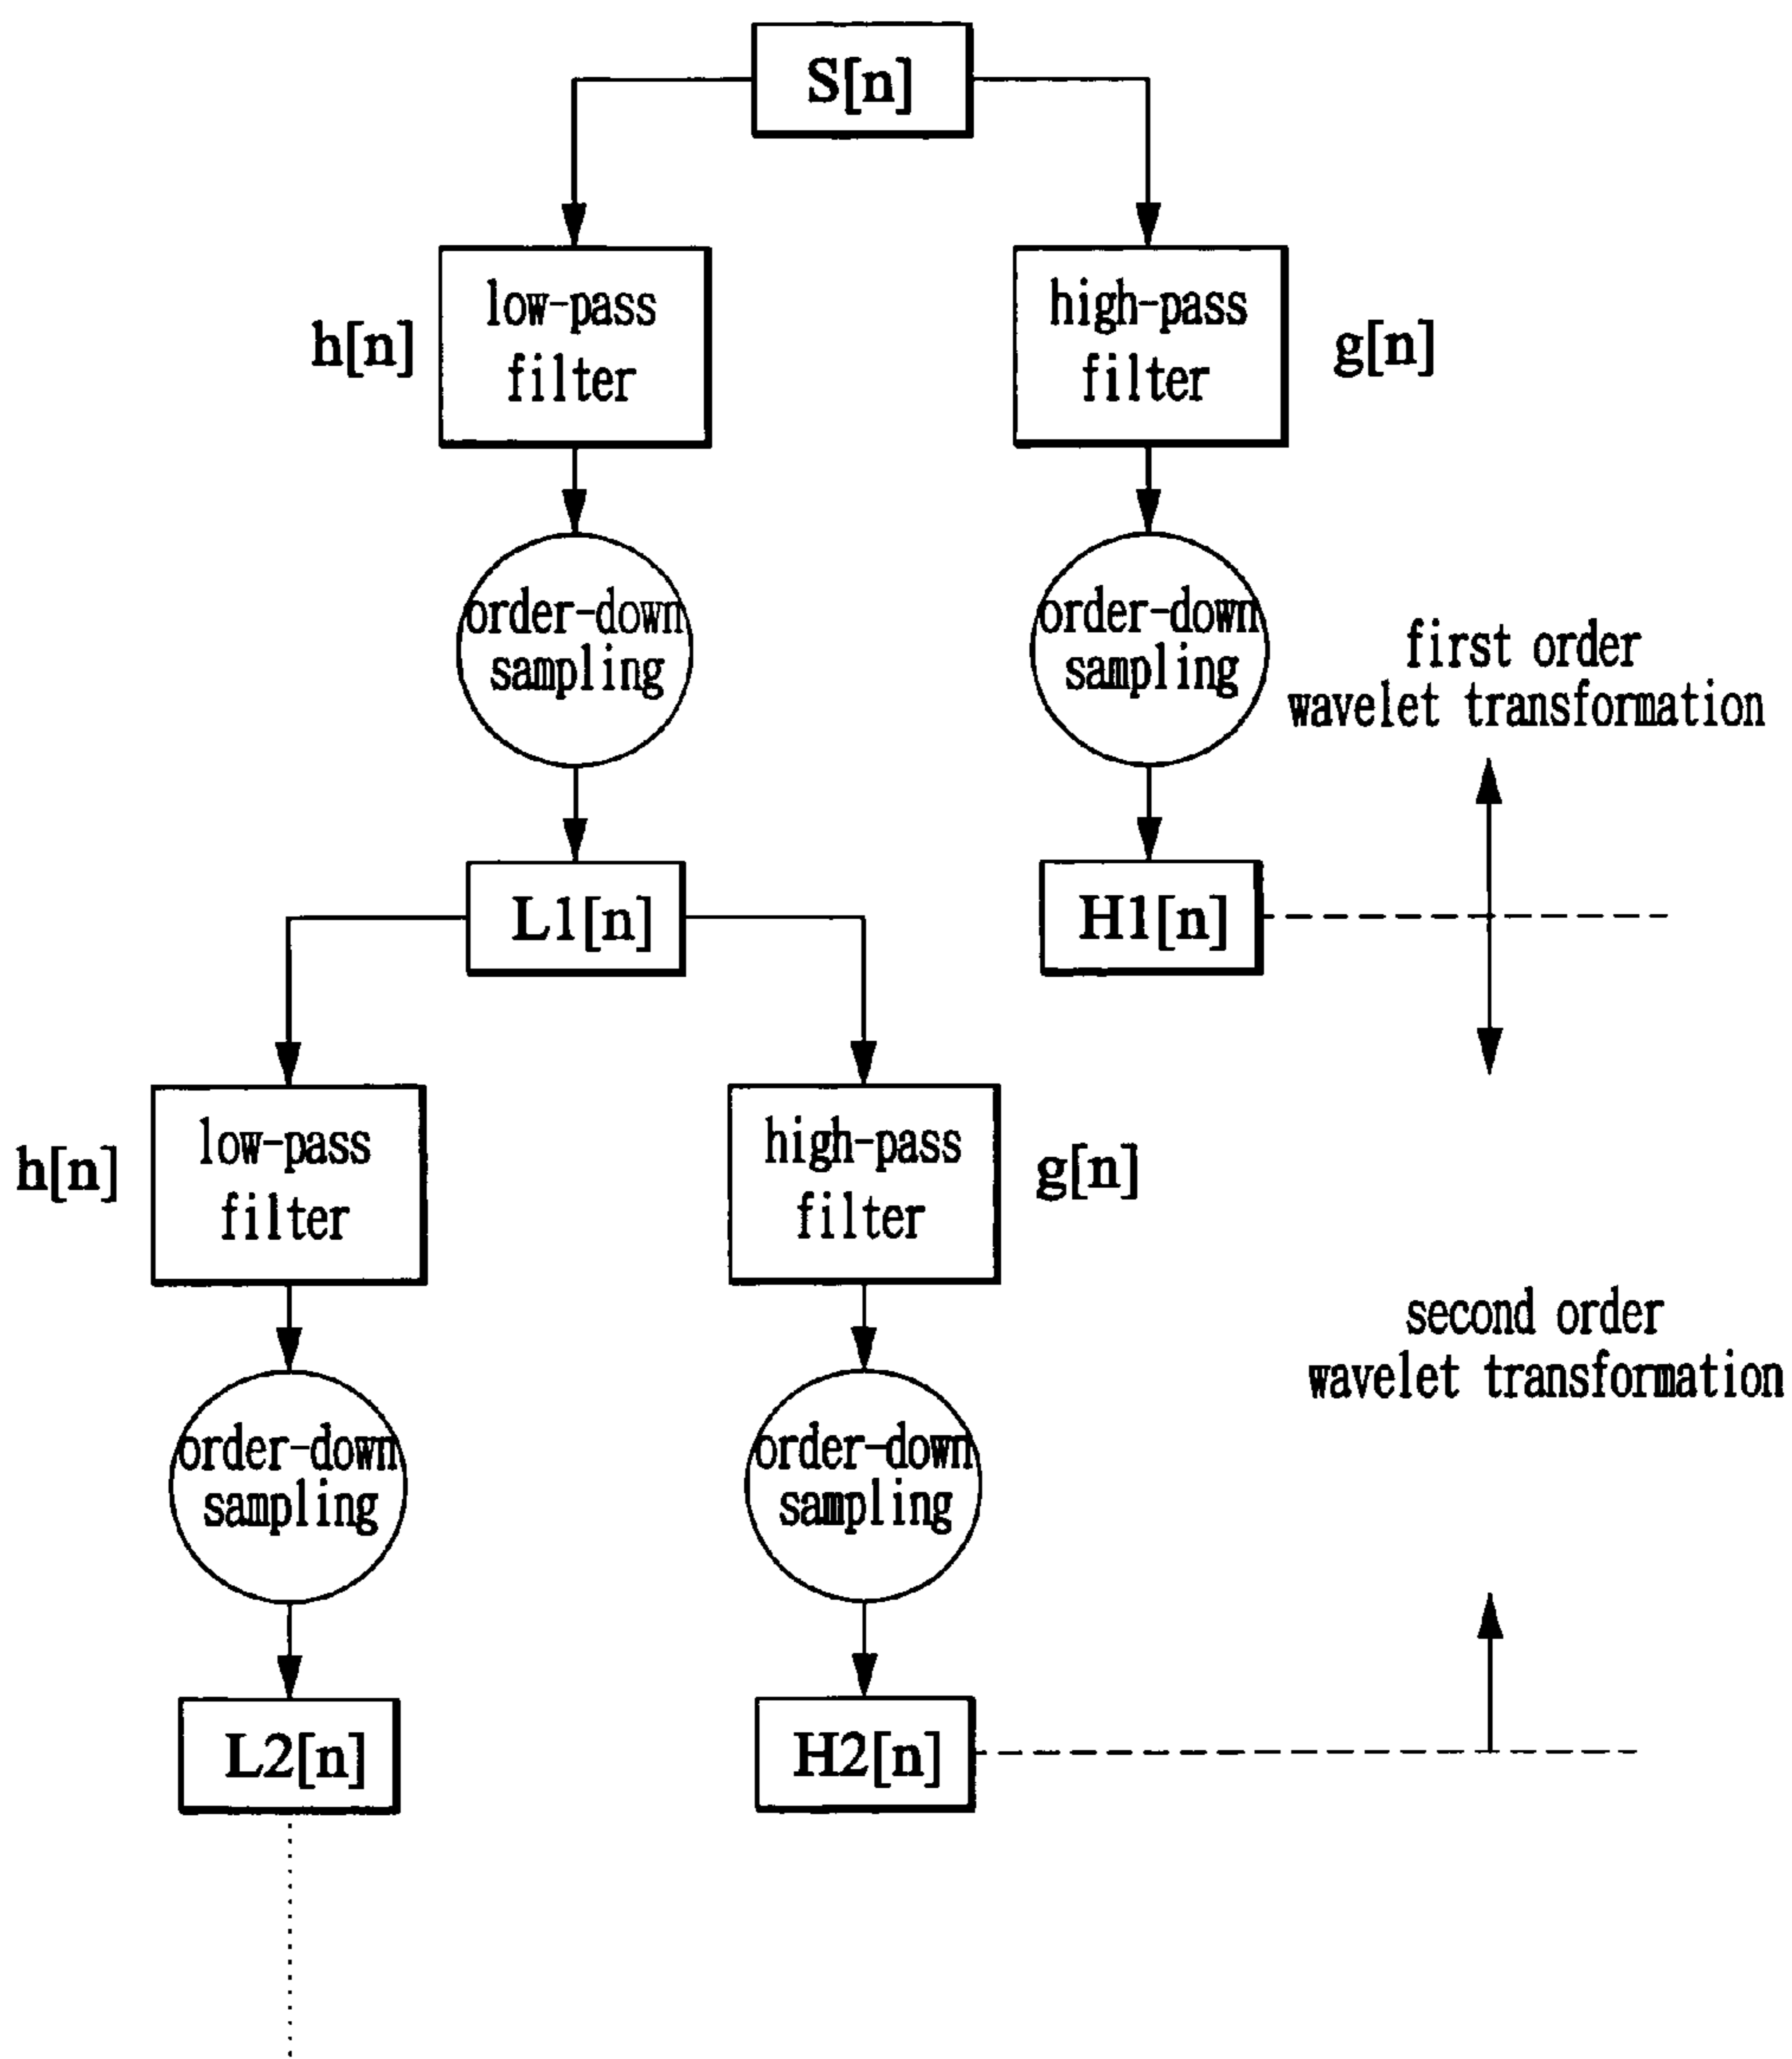 S[n]
low-pass
filter
h[n]
high-pass
filter
g[n]
order-down
sampling
order-down
sampling
first order
wavelet transformation
L1[n]
H1[n]
low-pass
filter
h[n]
high-pass
filter
g[n]
second order
wavelet transformation
order-down
sampling
order-down
sampling
L2[n]
H2[n]